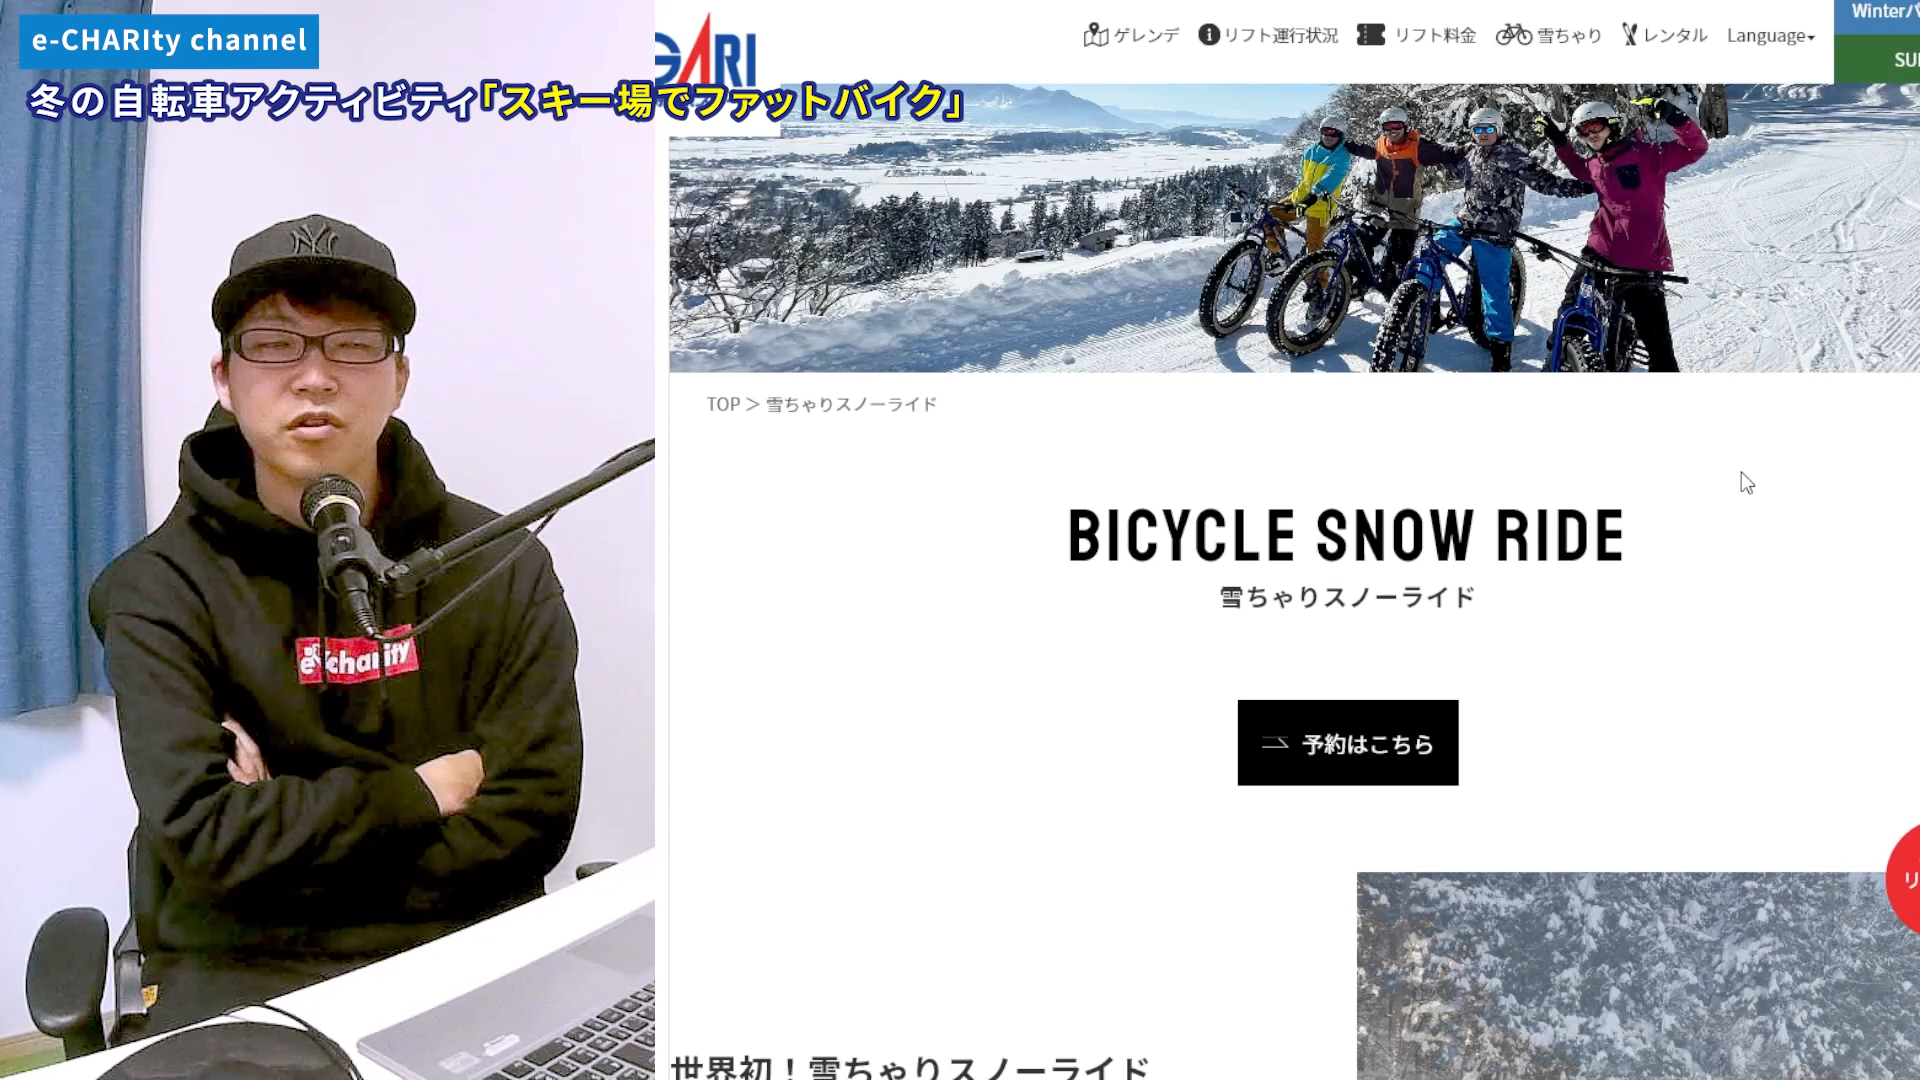 e-CHARIty channel
冬の自転車アクティビティ「スキー場でファットバイク」
GARI
ゲレンデ
リフト運行状況
リフト料金
雪ちゃり
レンタル
Language
Winter
NY
TOP > 雪ちゃりスノーライド
BICYCLE SNOW RIDE
雪ちゃりスノーライド
予約はこちら
e-charity
リ
世界初！雪ちゃりスノーライド